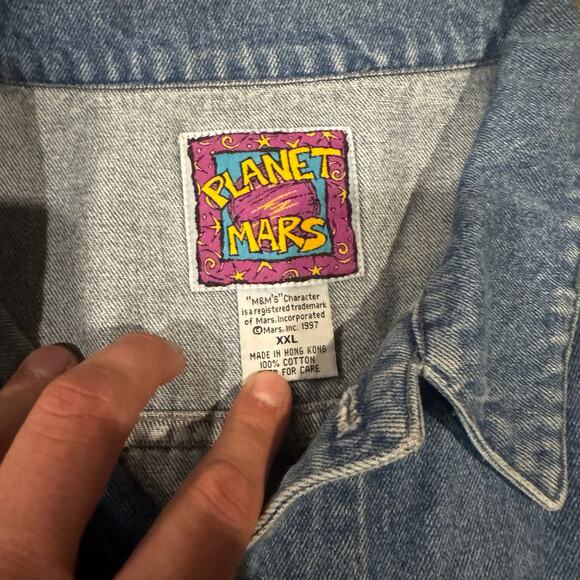 PLANET
MARS
"M&M'S" Character
is a registered trademark
of Mars, Incorporated
©Mars, Inc. 1997
XXL
MADE IN HONG KONG
100% COTTON
FOR CARE